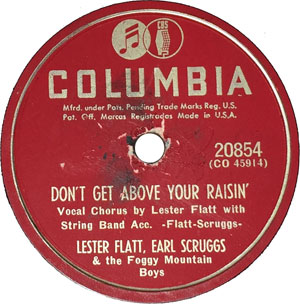 CBS
COLUMBIA
Mfrd. under Pats. Pending Trade Marks Reg. U.S.
Pat. Off. Marcas Registradas Made in U.S.A.
20854
(CO 45914)
DON'T GET ABOVE YOUR RAISIN'
Vocal Chorus by Lester Flatt with
String Band Acc. -Flatt-Scruggs-
LESTER FLATT, EARL SCRUGGS
& the Foggy Mountain
Boys